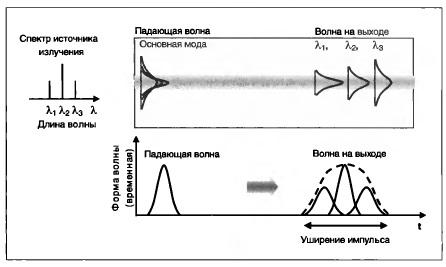 Спектр источника
излучения
λ₁ λ₂ λ₃ λ
Длина волны
Падающая волна
Основная мода
Волна на выходе
λ₁, λ₂, λ₃
Форма волны
(временная)
Падающая волна
Волна на выходе
t
Уширение импульса